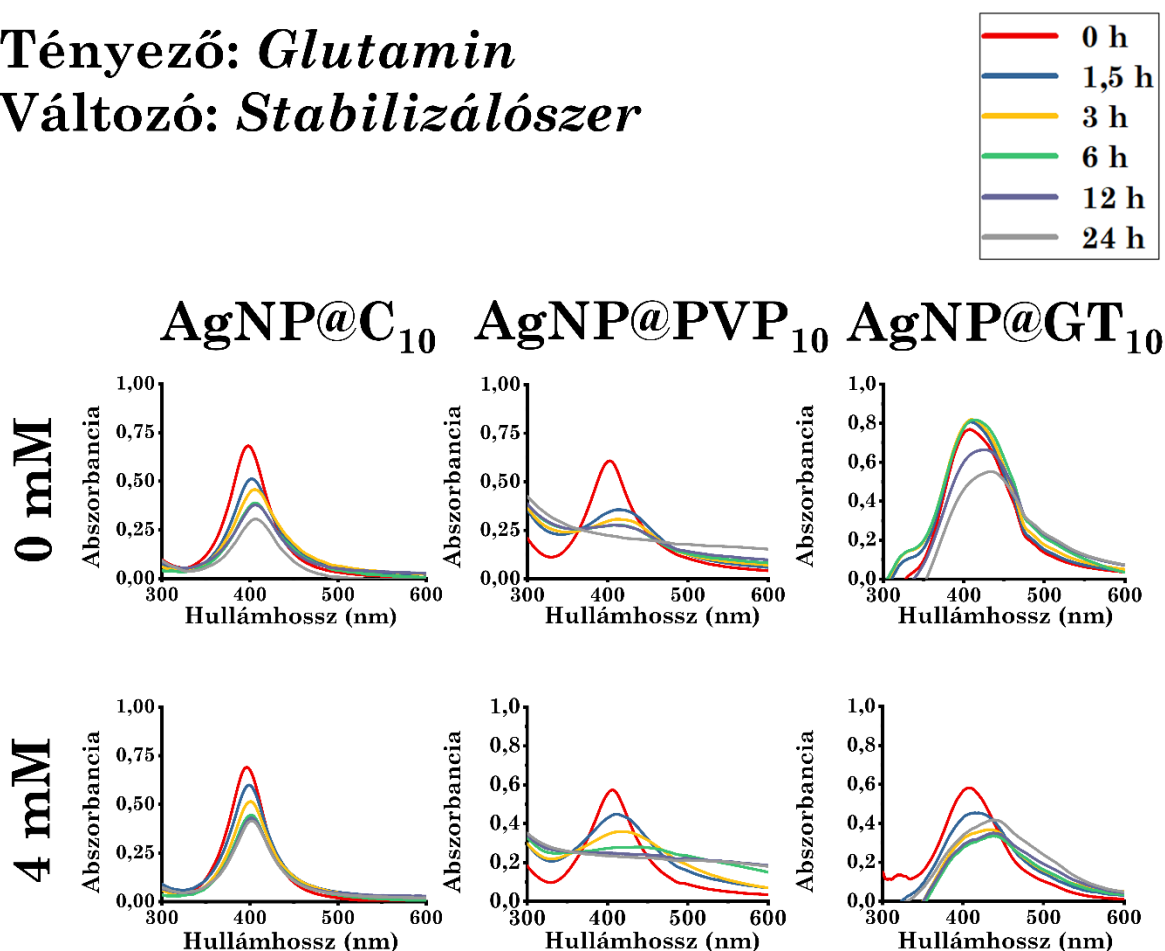 Tényező: Glutamin
Változó: Stabilizálószer
0 h
1,5 h
3 h
6 h
12 h
24 h
AgNP@C₁₀ AgNP@PVP₁₀ AgNP@GT₁₀
0 mM
Abszorbancia
1,00
0,75
0,50
0,25
0,00
300 400 500 600
Hullámhossz (nm)
Abszorbancia
1,00
0,75
0,50
0,25
0,00
300 400 500 600
Hullámhossz (nm)
Abszorbancia
1,0
0,8
0,6
0,4
0,2
0,0
300 400 500 600
Hullámhossz (nm)
4 mM
Abszorbancia
1,00
0,75
0,50
0,25
0,00
300 400 500 600
Hullámhossz (nm)
Abszorbancia
1,0
0,8
0,6
0,4
0,2
0,0
300 400 500 600
Hullámhossz (nm)
Abszorbancia
1,0
0,8
0,6
0,4
0,2
0,0
300 400 500 600
Hullámhossz (nm)